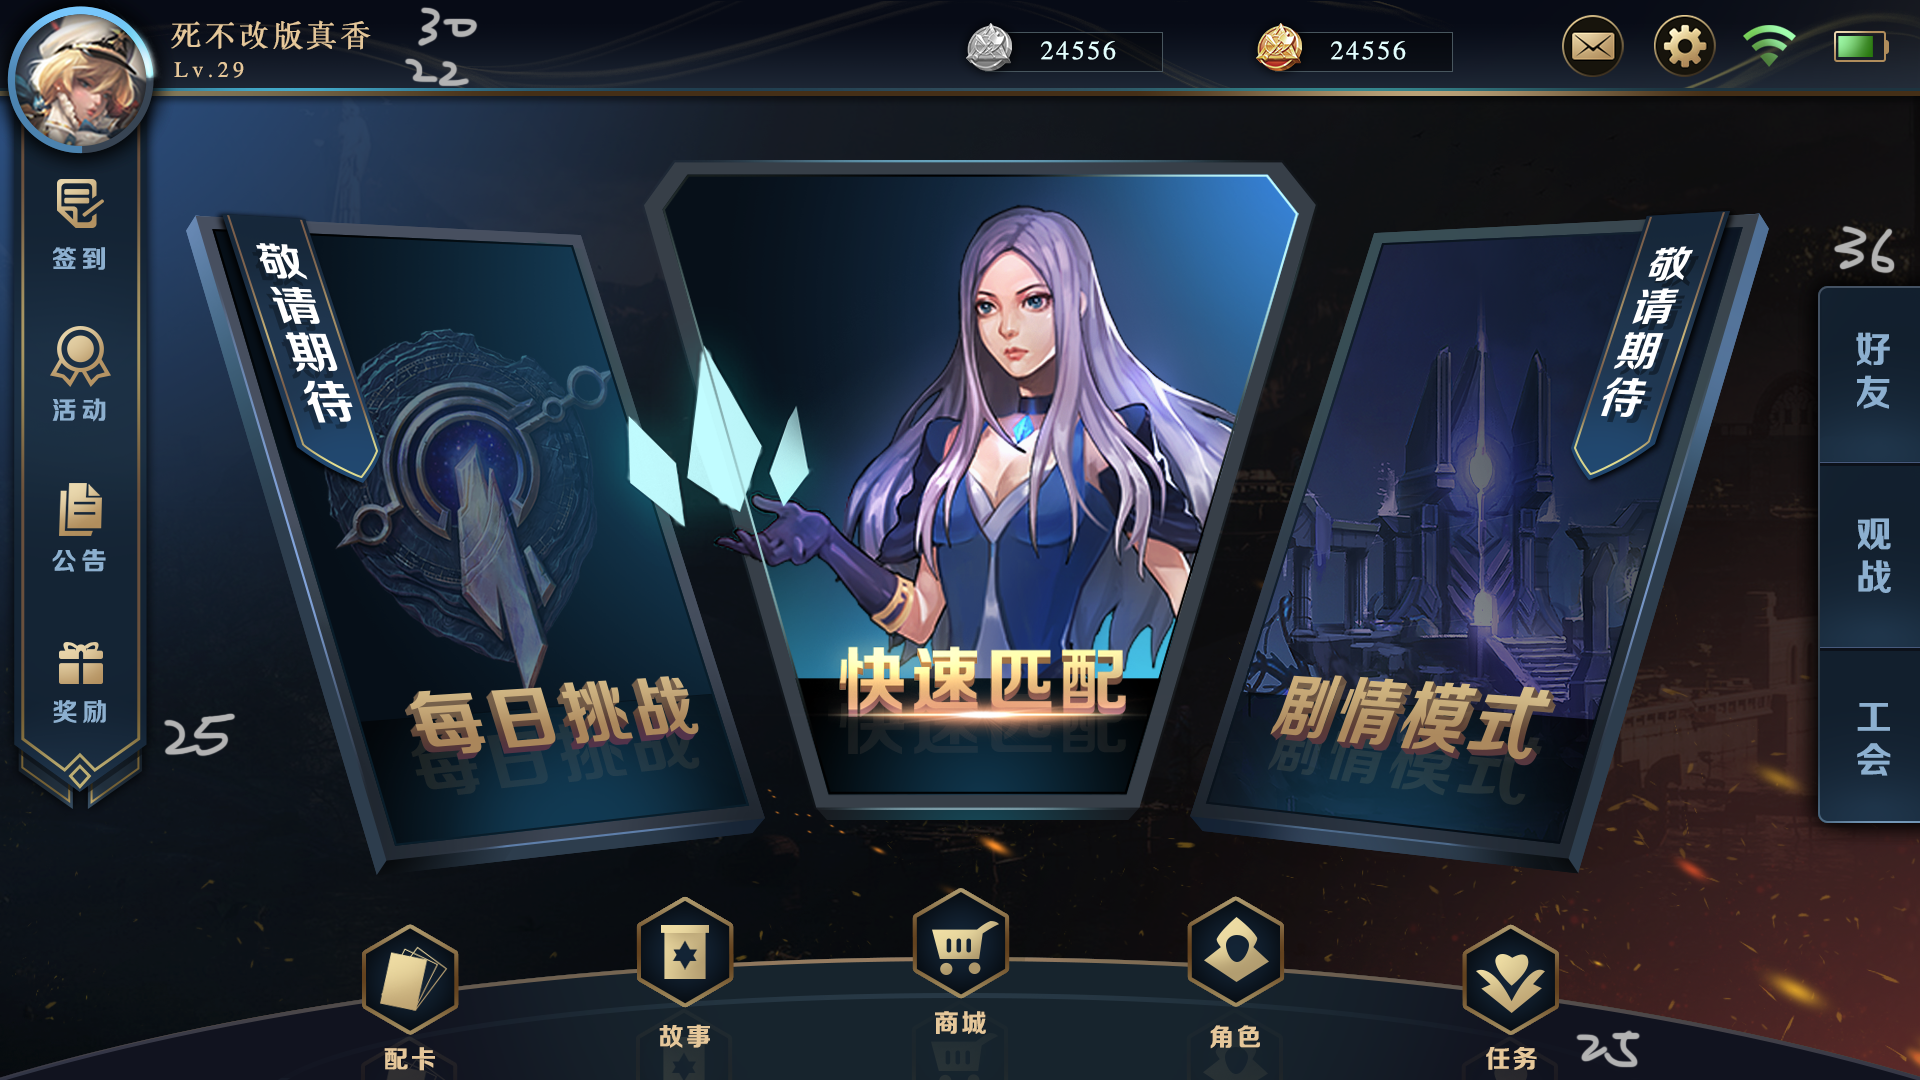 死不改版真香
30
Lv.29
22
24556
24556
签到
活动
公告
奖励
25
敬请期待
每日挑战
快速匹配
敬请期待
剧情模式
36
好友
观战
工会
配卡
故事
商城
角色
任务
25